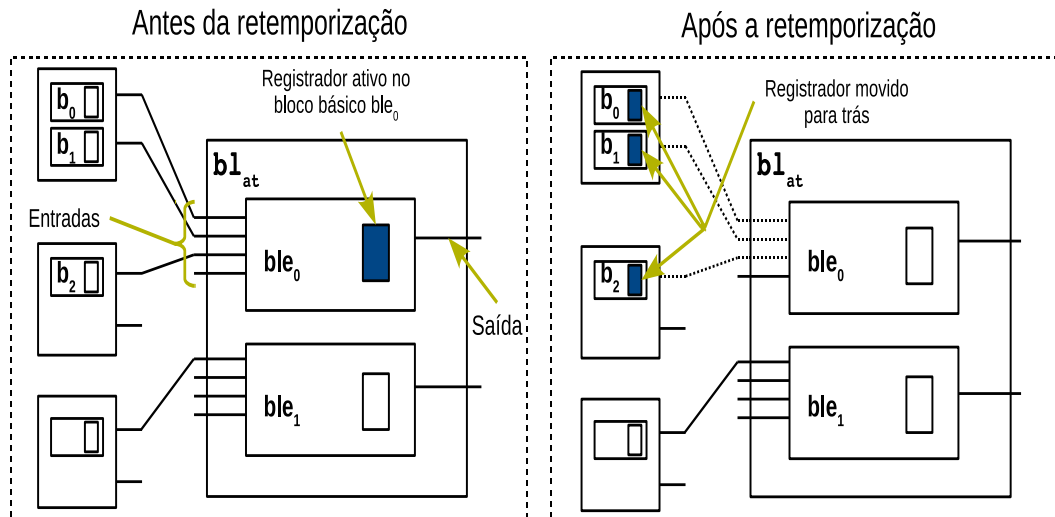 Antes da retemporização
Registrador ativo no
bloco básico ble0
b0
b1
bl at
Entradas
ble0
b2
Saída
ble1
Após a retemporização
Registrador movido
para trás
b0
b1
bl at
ble0
b2
ble1